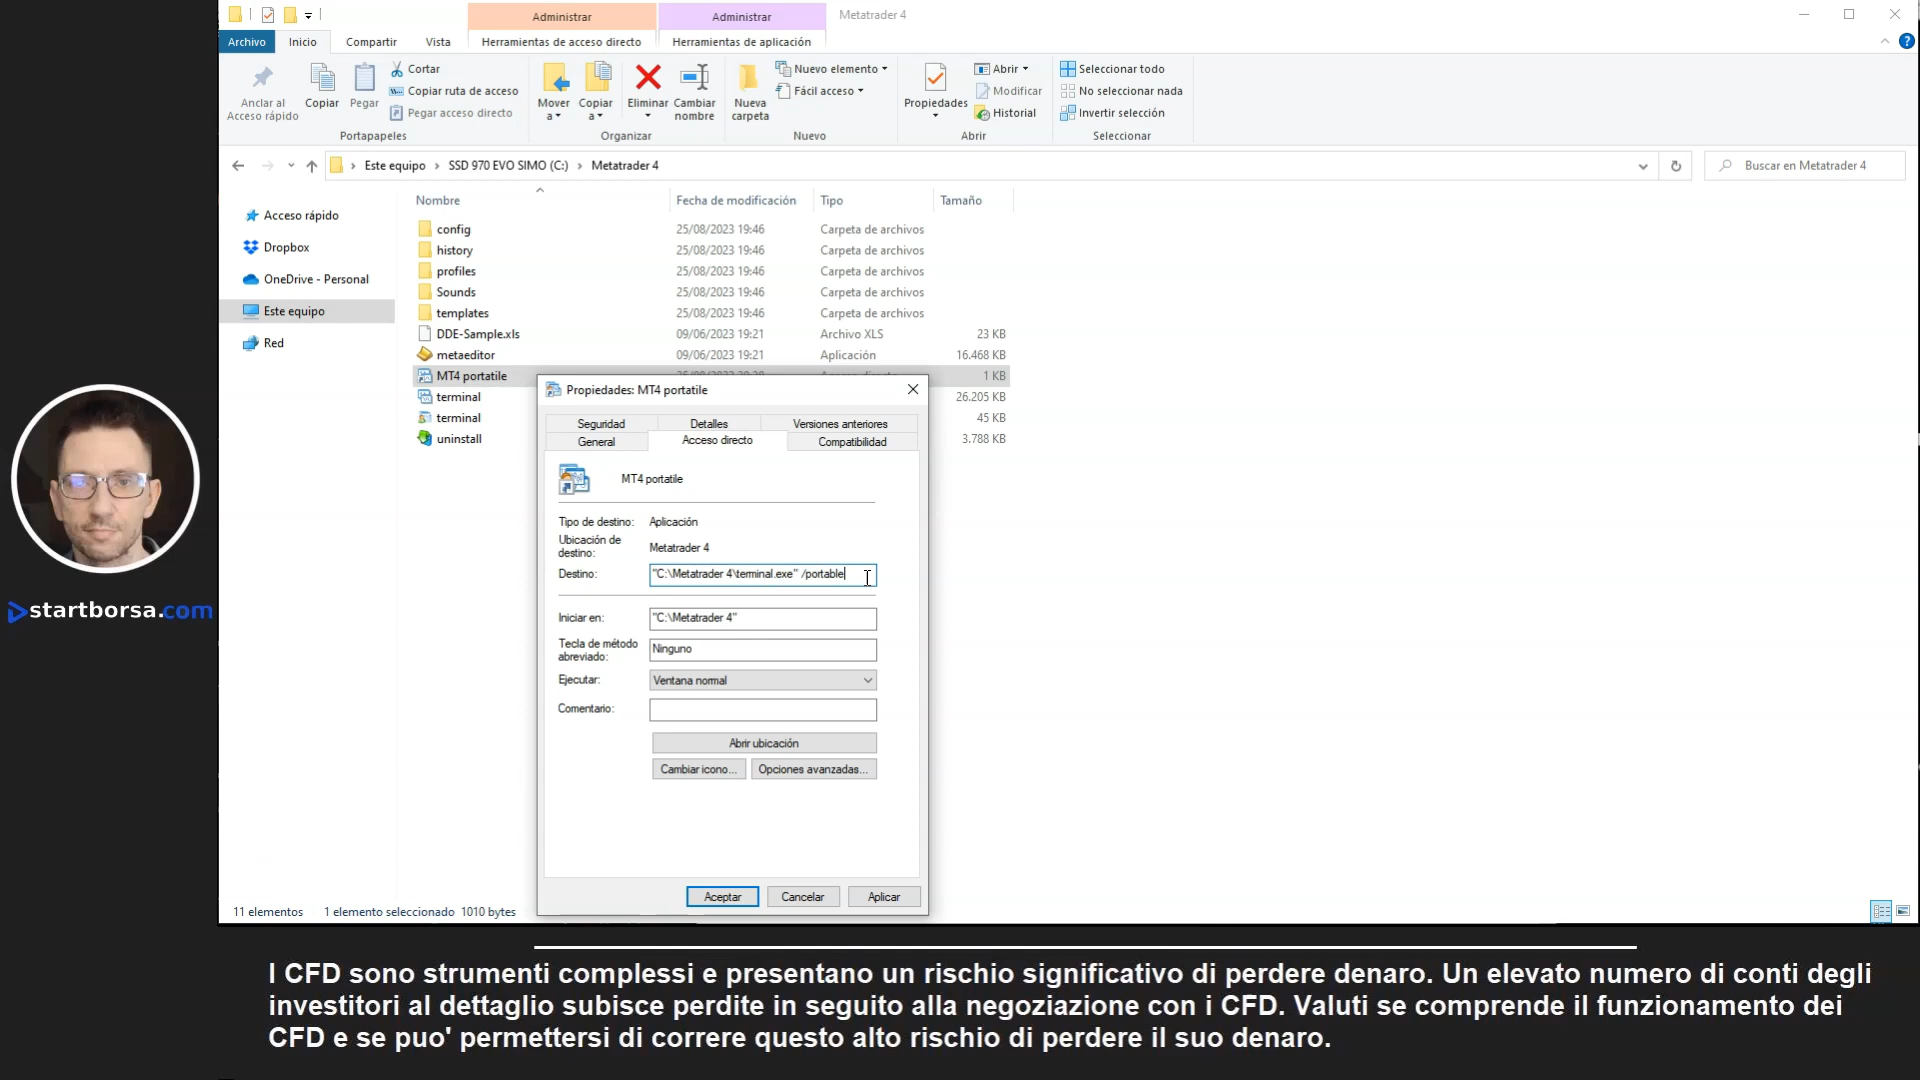 Administrar
Administrar
Metatrader 4
Archivo
Inicio
Compartir
Vista
Herramientas de acceso directo
Herramientas de aplicación
Anclar al
Acceso rápido
Copiar
Pegar
Cortar
Copiar ruta de acceso
Pegar acceso directo
Portapapeles
Mover
a
Copiar
a
Eliminar
Cambiar
nombre
Organizar
Nueva
carpeta
Nuevo elemento
Fácil acceso
Nuevo
Propiedades
Abrir
Modificar
Historial
Abrir
Seleccionar todo
No seleccionar nada
Invertir selección
Seleccionar
Este equipo > SSD 970 EVO SIMO (C:) > Metatrader 4
Buscar en Metatrader 4
Acceso rápido
Dropbox
OneDrive - Personal
Este equipo
Red
Nombre Fecha de modificación Tipo Tamaño
config 25/08/2023 19:46 Carpeta de archivos
history 25/08/2023 19:46 Carpeta de archivos
profiles 25/08/2023 19:46 Carpeta de archivos
Sounds 25/08/2023 19:46 Carpeta de archivos
templates 25/08/2023 19:46 Carpeta de archivos
DDE-Sample.xls 09/06/2023 19:21 Archivo XLS 23 KB
metaeditor 09/06/2023 19:21 Aplicación 16.468 KB
MT4 portatile 1 KB
terminal 26.205 KB
terminal 45 KB
uninstall 3.788 KB
Propiedades: MT4 portatile
Seguridad Detalles Versiones anteriores
General Acceso directo Compatibilidad
MT4 portatile
Tipo de destino: Aplicación
Ubicación de
destino: Metatrader 4
Destino: "C:\Metatrader 4\terminal.exe" /portable
Iniciar en: "C:\Metatrader 4"
Tecla de método
abreviado: Ninguno
Ejecutar: Ventana normal
Comentario:
Abrir ubicación
Cambiar icono... Opciones avanzadas...
Aceptar Cancelar Aplicar
11 elementos 1 elemento seleccionado 1010 bytes
startborsa.com
I CFD sono strumenti complessi e presentano un rischio significativo di perdere denaro. Un elevato numero di conti degli
investitori al dettaglio subisce perdite in seguito alla negoziazione con i CFD. Valuti se comprende il funzionamento dei
CFD e se puo' permettersi di correre questo alto rischio di perdere il suo denaro.